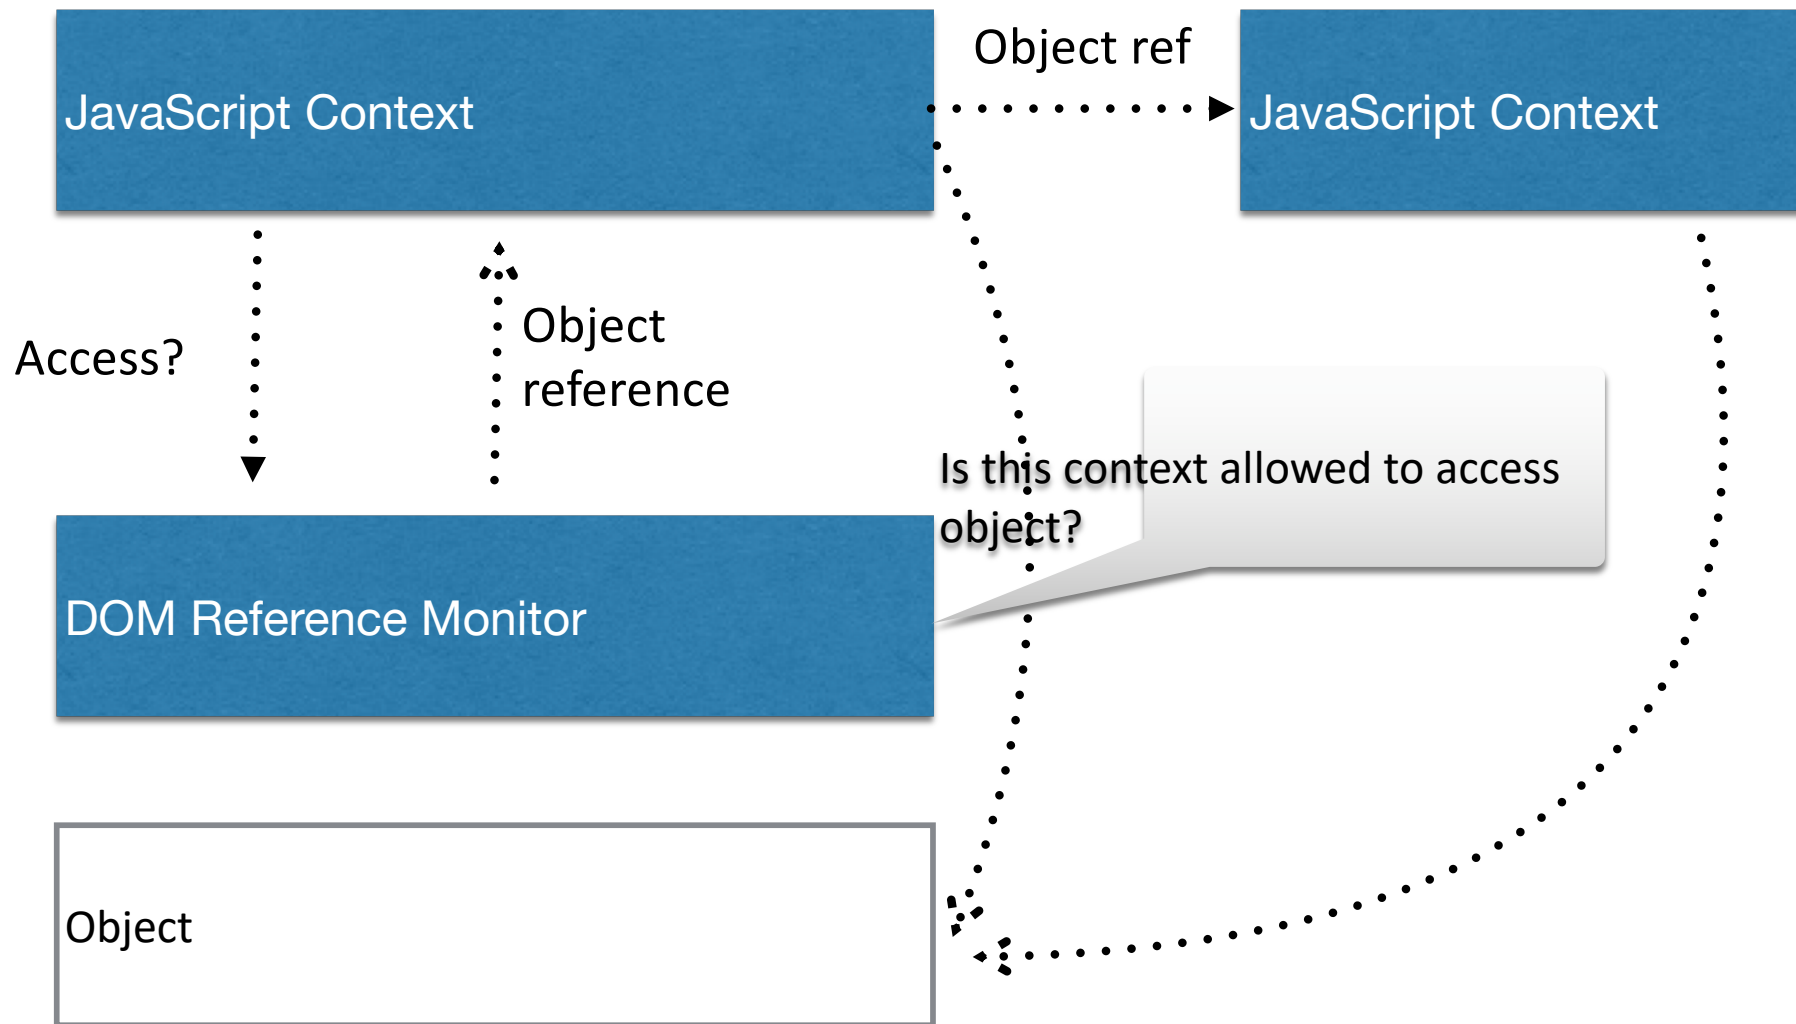 Object ref
JavaScript Context
JavaScript Context
Access?
Object
reference
Is this context allowed to access
object?
DOM Reference Monitor
Object